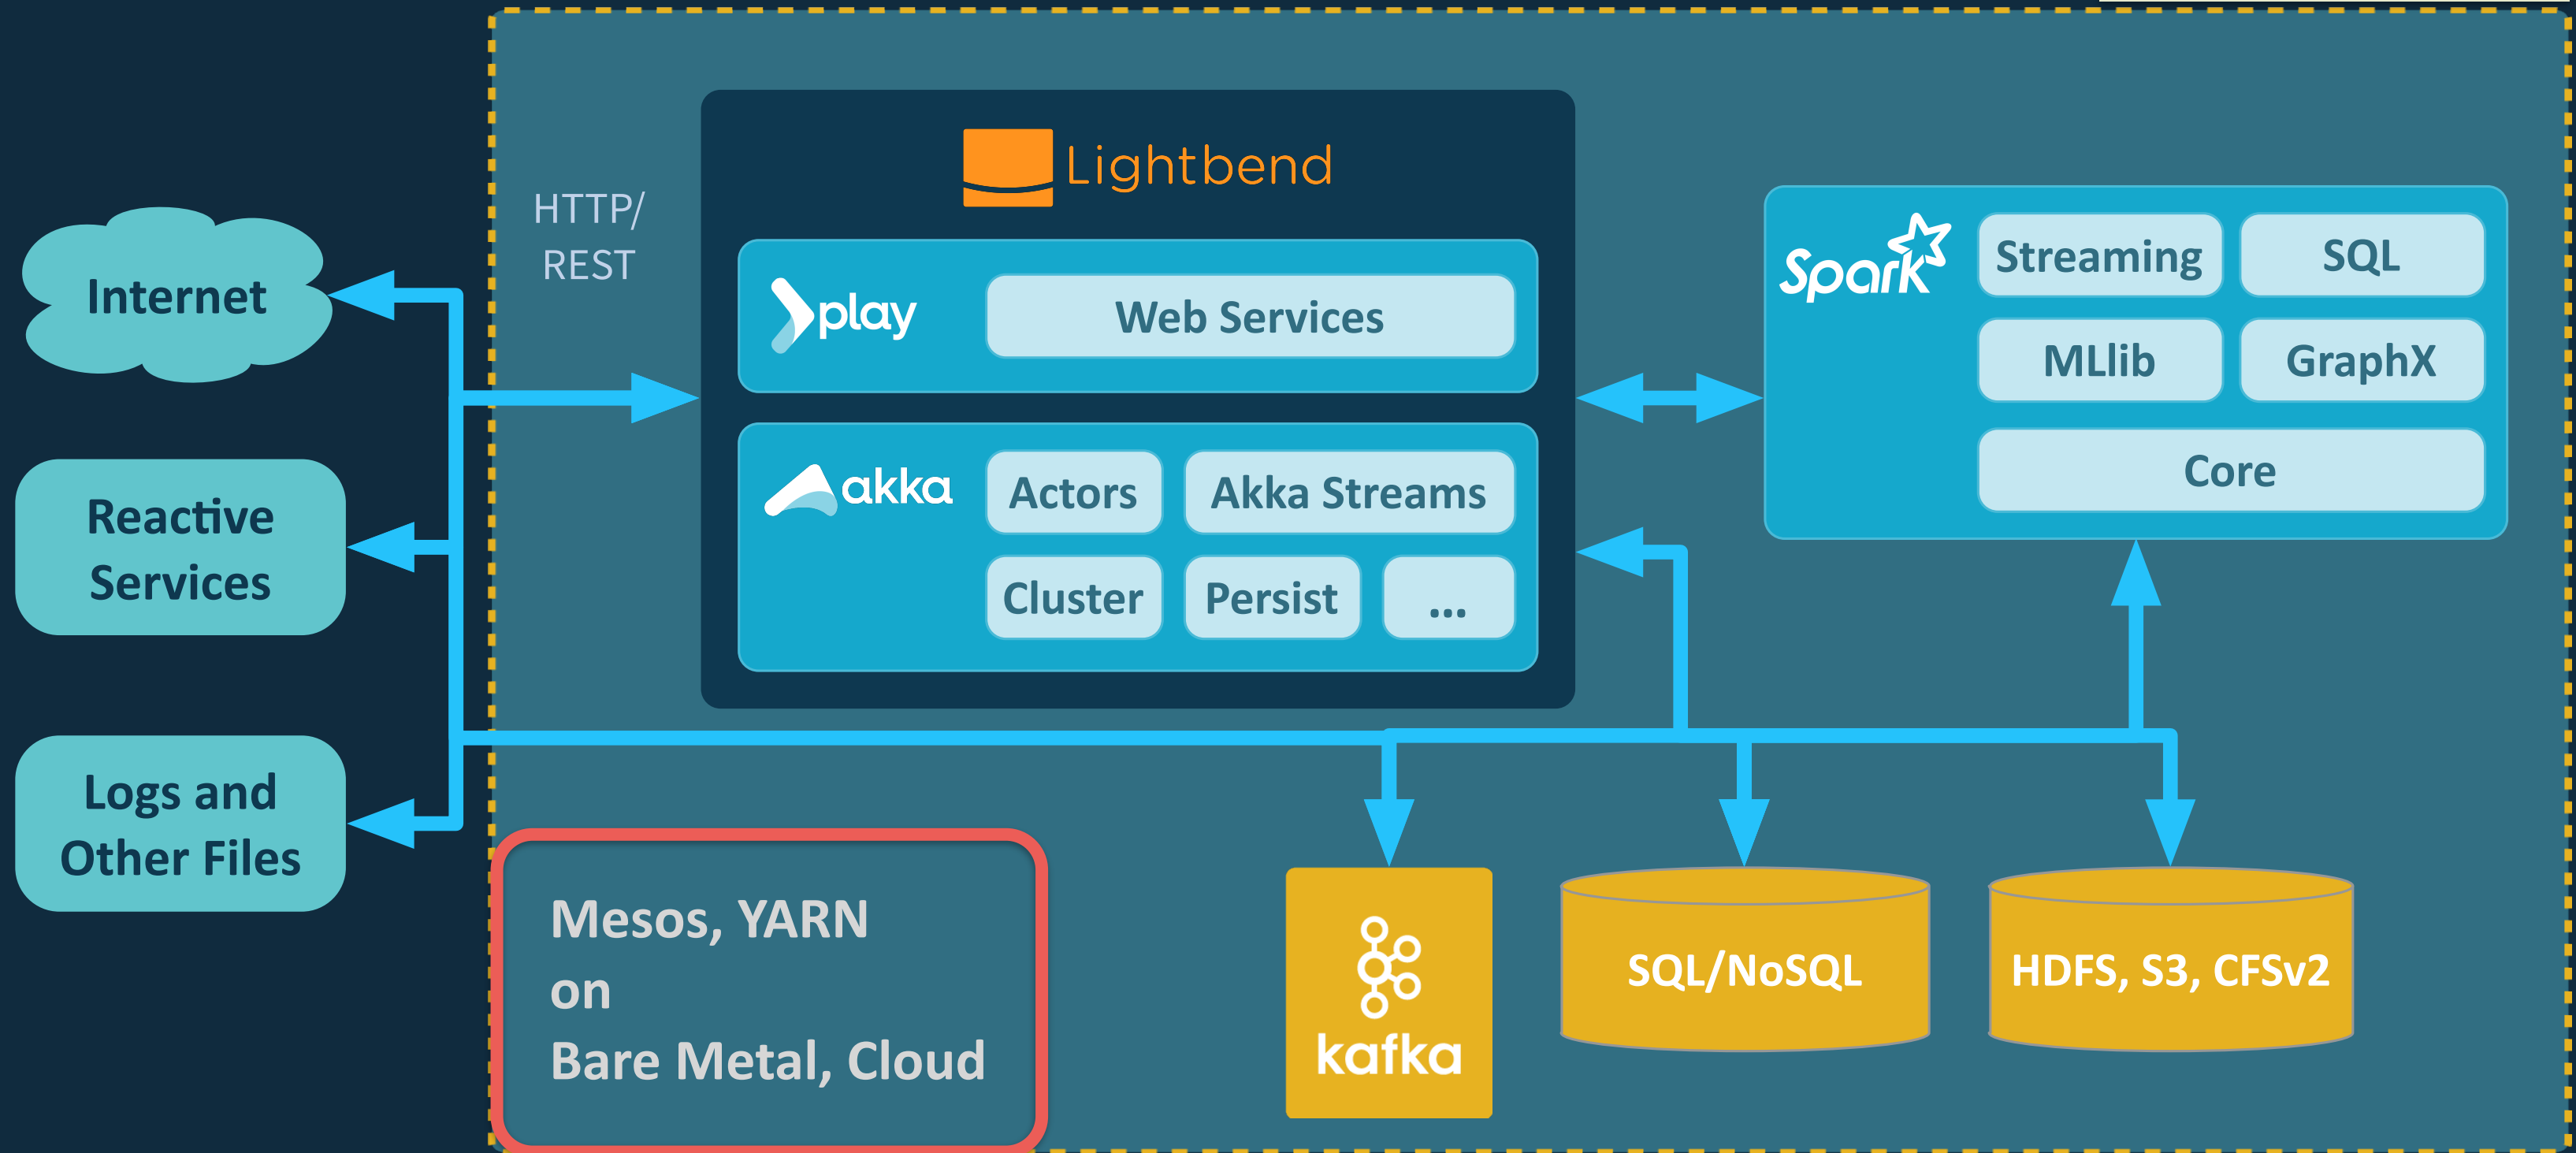 HTTP/
REST
Internet
Reactive
Services
Logs and
Other Files
Lightbend
play
Web Services
akka
Actors
Akka Streams
Cluster
Persist
...
Spark
Streaming
SQL
MLlib
GraphX
Core
Mesos, YARN
on
Bare Metal, Cloud
kafka
SQL/NoSQL
HDFS, S3, CFSv2